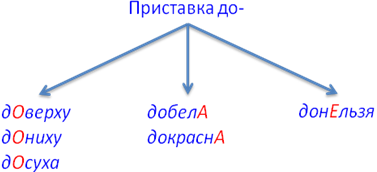 Приставка до-
дОверху добелА донЕльзя
дОниху докраснА
дОсуха